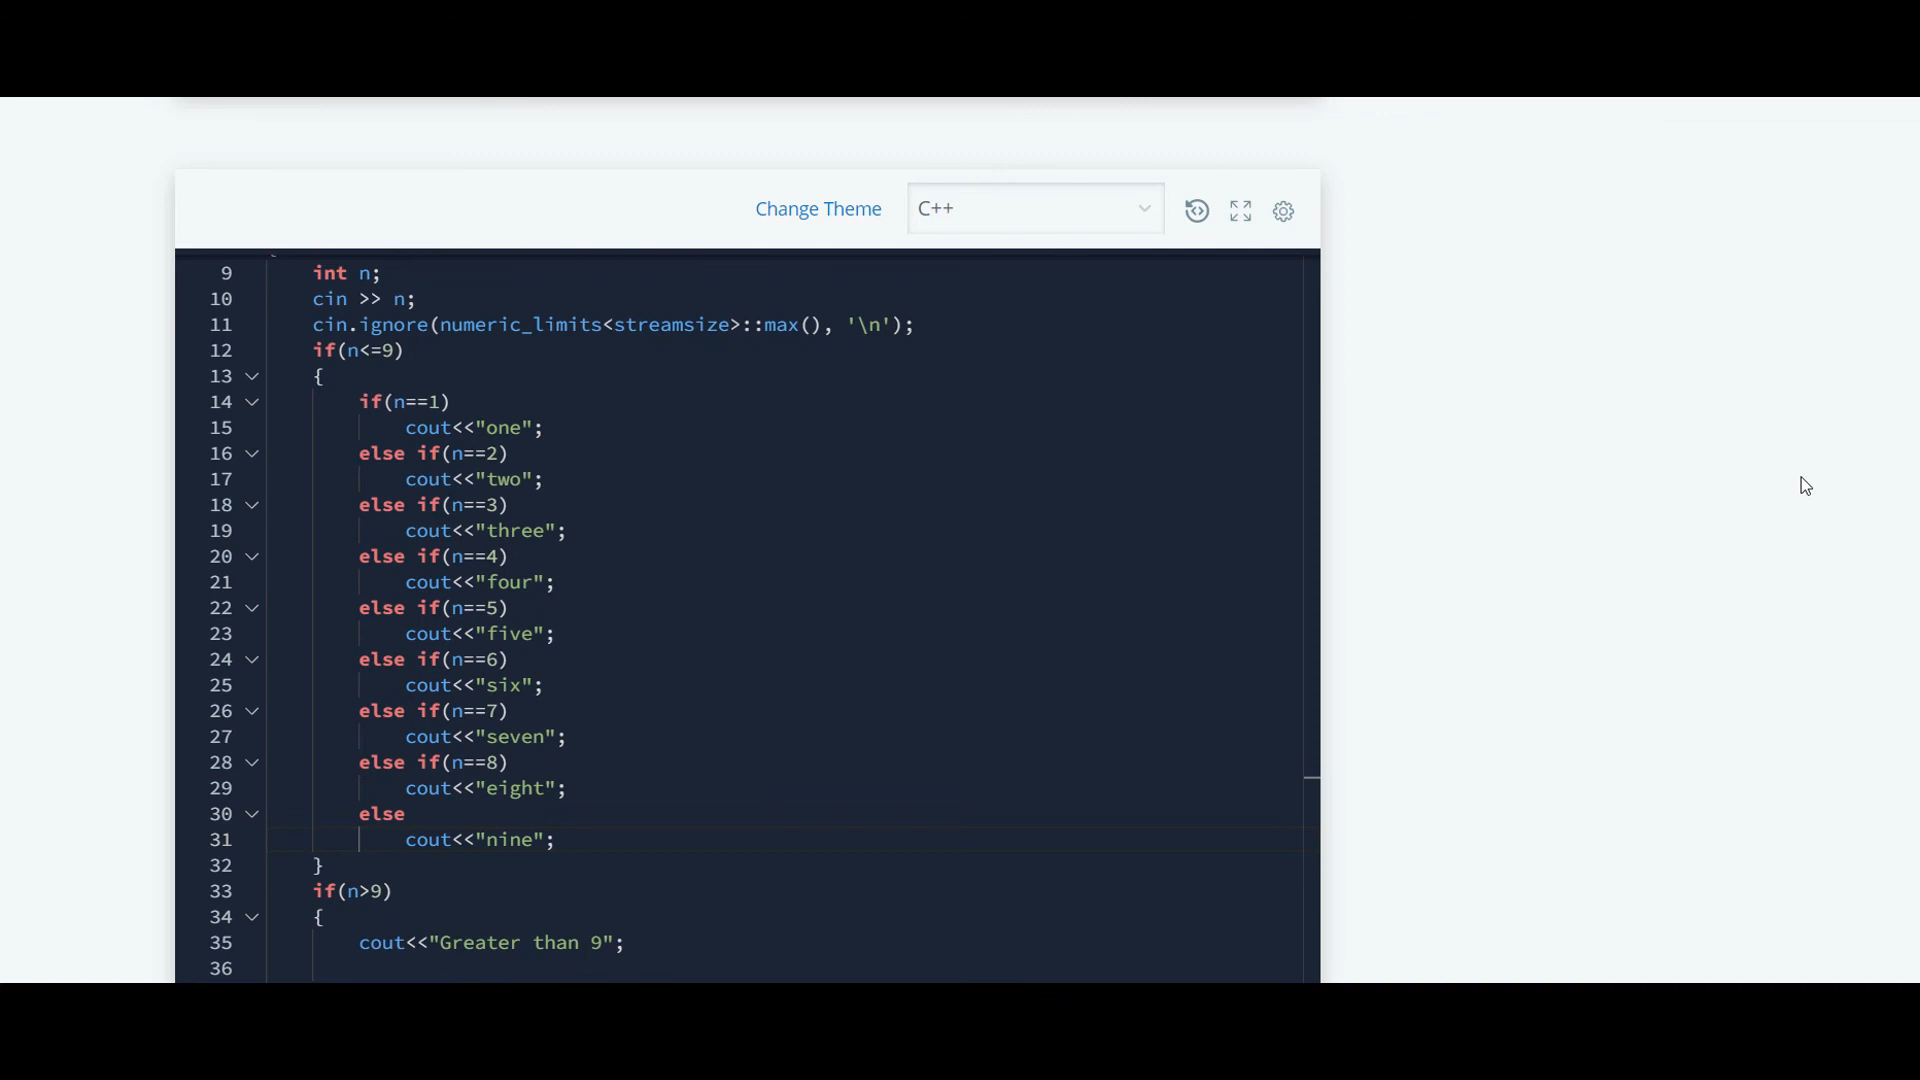 Change Theme C++
9 int n;
10 cin >> n;
11 cin.ignore(numeric_limits<streamsize>::max(), '\n');
12 if(n<=9)
13 {
14 if(n==1)
15 cout<<"one";
16 else if(n==2)
17 cout<<"two";
18 else if(n==3)
19 cout<<"three";
20 else if(n==4)
21 cout<<"four";
22 else if(n==5)
23 cout<<"five";
24 else if(n==6)
25 cout<<"six";
26 else if(n==7)
27 cout<<"seven";
28 else if(n==8)
29 cout<<"eight";
30 else
31 cout<<"nine";
32 }
33 if(n>9)
34 {
35 cout<<"Greater than 9";
36